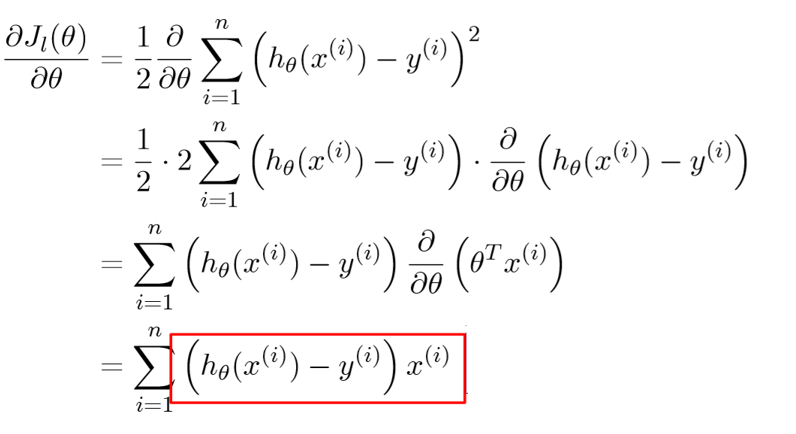 ∂J_l(θ)/∂θ = 1/2 ∂/∂θ ∑_{i=1}^{n} (h_θ(x^{(i)}) − y^{(i)})^2
= 1/2 · 2 ∑_{i=1}^{n} (h_θ(x^{(i)}) − y^{(i)}) · ∂/∂θ (h_θ(x^{(i)}) − y^{(i)})
= ∑_{i=1}^{n} (h_θ(x^{(i)}) − y^{(i)}) ∂/∂θ (θ^T x^{(i)})
= ∑_{i=1}^{n} (h_θ(x^{(i)}) − y^{(i)}) x^{(i)}